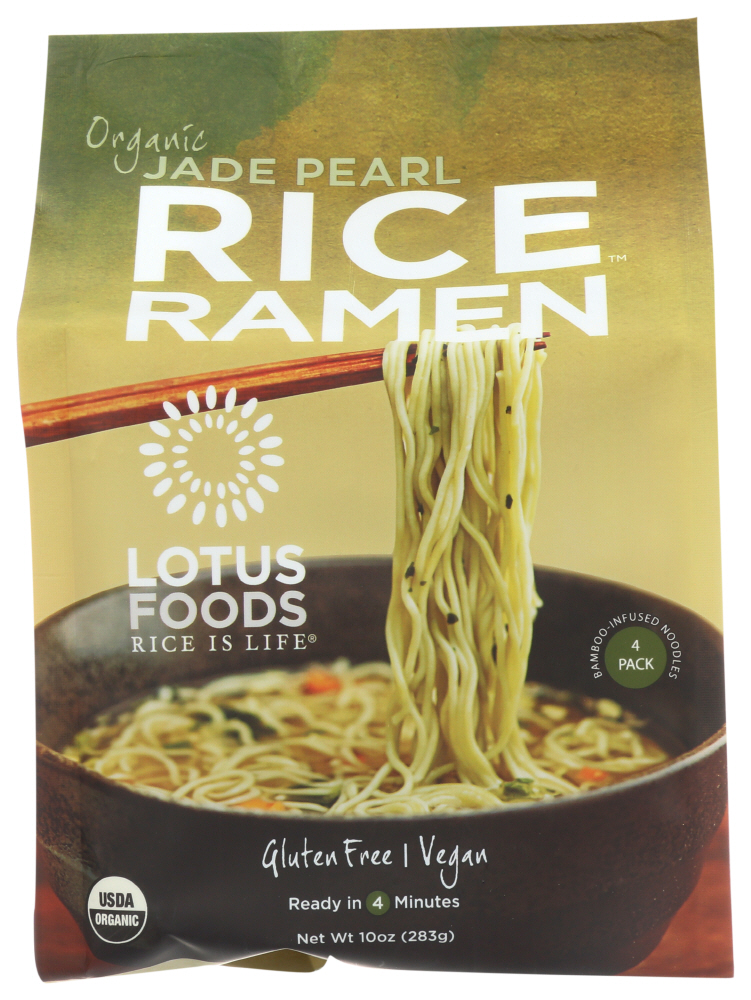 Organic
JADE PEARL
RICE™
RAMEN
LOTUS
FOODS
RICE IS LIFE®
BAMBOO-INFUSED NOODLES
4
PACK
Gluten Free | Vegan
Ready in 4 Minutes
Net Wt 10oz (283g)
USDA
ORGANIC